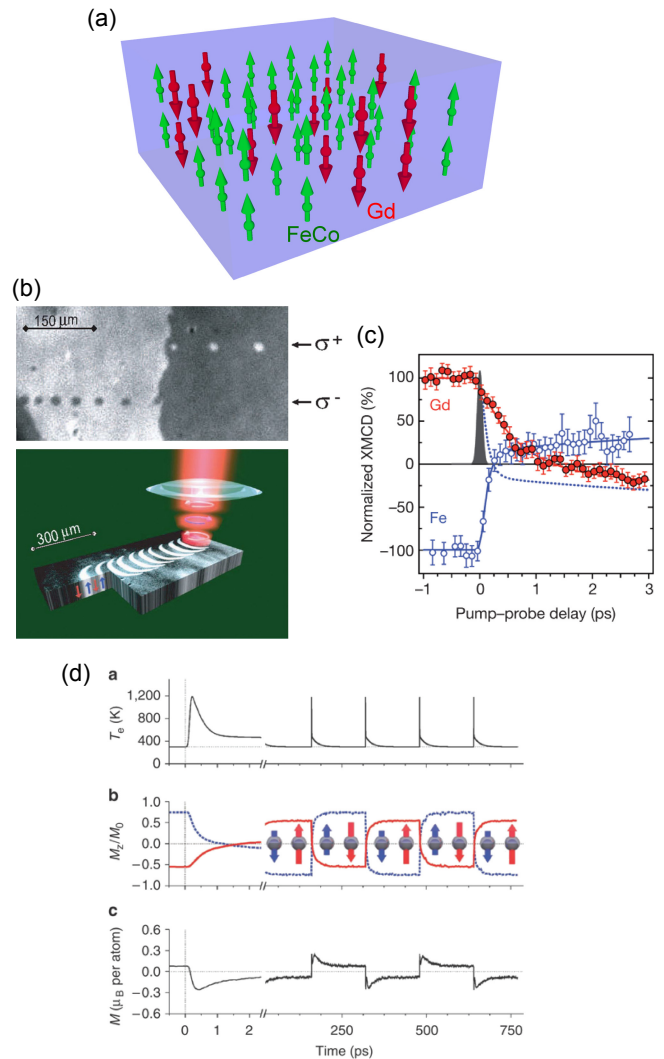 (a)
Gd
FeCo
(b)
150 μm
σ+
σ-
300 μm
(c)
Normalized XMCD (%)
100
50
0
−50
−100
Gd
Fe
−1
0
1
2
3
Pump–probe delay (ps)
(d)
a
Te (K)
1,200
800
400
0
b
Mz/M0
1.0
0.5
0.0
−0.5
−1.0
c
M (μB per atom)
0.6
0.3
0.0
−0.3
−0.6
0
1
2
250
500
750
Time (ps)